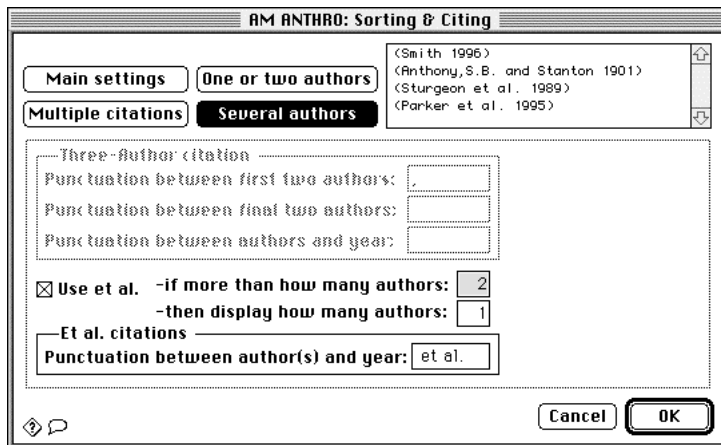 AM ANTHRO: Sorting & Citing
Main settings
One or two authors
Multiple citations
Several authors
(Smith 1996)
(Anthony,S.B. and Stanton 1901)
(Sturgeon et al. 1989)
(Parker et al. 1995)
Three-Author citation
Punctuation between first two authors: ,
Punctuation between final two authors:
Punctuation between authors and year:
Use et al. -if more than how many authors: 2
-then display how many authors: 1
Et al. citations
Punctuation between author(s) and year: et al.
Cancel
OK
?